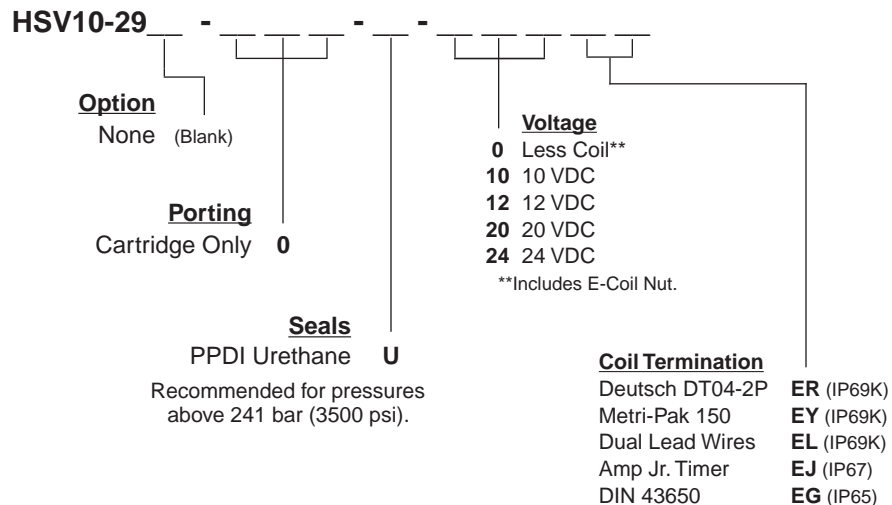 HSV10-29__ - __ __ __ - __ - __ __ __ __ __
Option
None (Blank)
Porting
Cartridge Only 0
Seals
PPDI Urethane U
Recommended for pressures
above 241 bar (3500 psi).
Voltage
0 Less Coil**
10 10 VDC
12 12 VDC
20 20 VDC
24 24 VDC
**Includes E-Coil Nut.
Coil Termination
Deutsch DT04-2P ER (IP69K)
Metri-Pak 150 EY (IP69K)
Dual Lead Wires EL (IP69K)
Amp Jr. Timer EJ (IP67)
DIN 43650 EG (IP65)